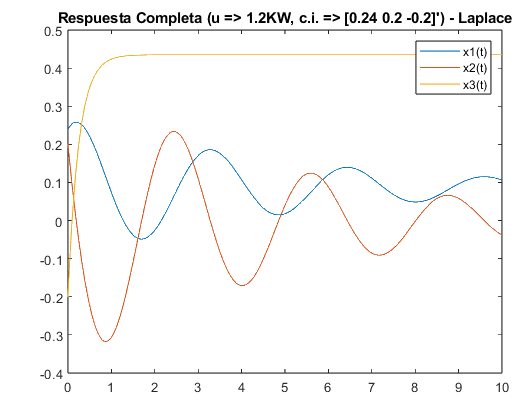 Respuesta Completa (u => 1.2KW, c.i. => [0.24 0.2 -0.2]') - Laplace
0.5
0.4
0.3
0.2
0.1
0
-0.1
-0.2
-0.3
-0.4
x1(t)
x2(t)
x3(t)
0 1 2 3 4 5 6 7 8 9 10